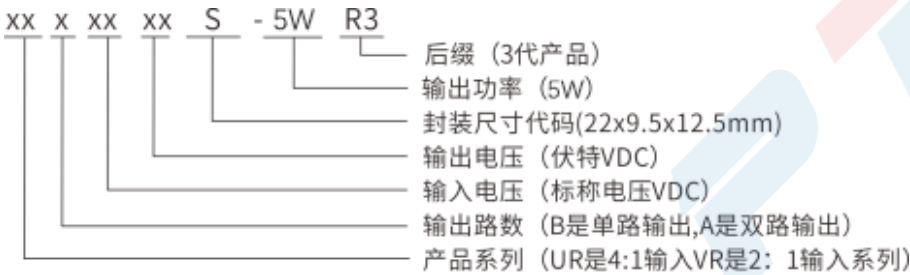 xx x xx xx S - 5W R3
后缀（3代产品）
输出功率（5W）
封装尺寸代码(22x9.5x12.5mm)
输出电压（伏特VDC）
输入电压（标称电压VDC）
输出路数（B是单路输出,A是双路输出）
产品系列（UR是4:1输入VR是2：1输入系列）